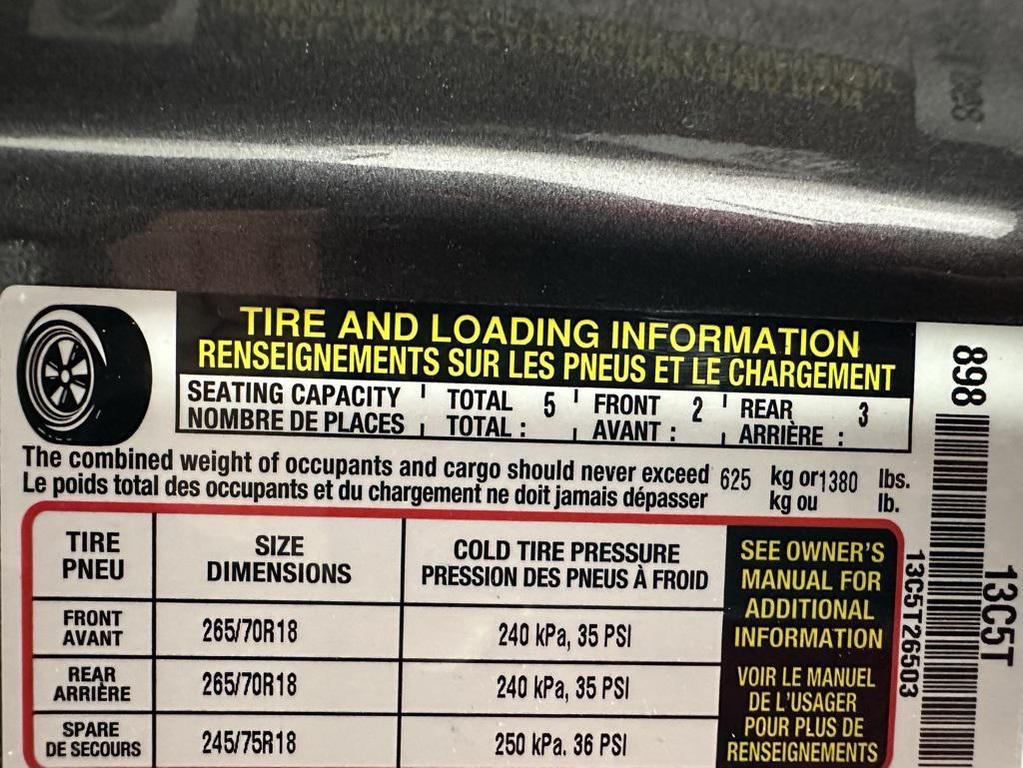 TIRE AND LOADING INFORMATION
RENSEIGNEMENTS SUR LES PNEUS ET LE CHARGEMENT
SEATING CAPACITY TOTAL 5 FRONT 2 REAR 3
NOMBRE DE PLACES TOTAL : AVANT : ARRIÈRE :
The combined weight of occupants and cargo should never exceed 625 kg or 1380 lbs.
Le poids total des occupants et du chargement ne doit jamais dépasser kg ou lb.
TIRE
PNEU
SIZE
DIMENSIONS
COLD TIRE PRESSURE
PRESSION DES PNEUS À FROID
FRONT
AVANT
265/70R18
240 kPa, 35 PSI
REAR
ARRIÈRE
265/70R18
240 kPa, 35 PSI
SPARE
DE SECOURS
245/75R18
250 kPa. 36 PSI
SEE OWNER'S
MANUAL FOR
ADDITIONAL
INFORMATION
VOIR LE MANUEL
DE L'USAGER
POUR PLUS DE
RENSEIGNEMENTS
898
13C5T26503
13C5T